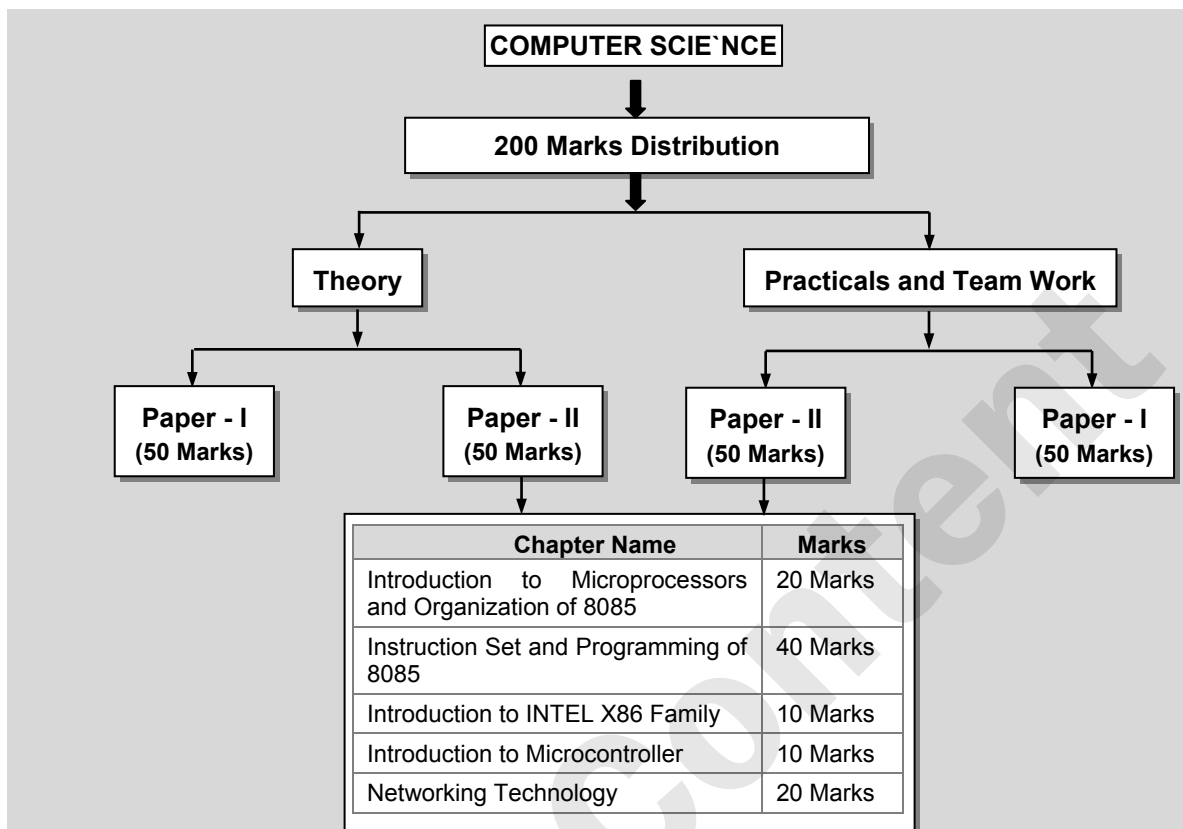 COMPUTER SCIE`NCE
200 Marks Distribution
Theory
Practicals and Team Work
Paper - I
(50 Marks)
Paper - II
(50 Marks)
Paper - II
(50 Marks)
Paper - I
(50 Marks)
Chapter Name Marks
Introduction to Microprocessors 20 Marks
and Organization of 8085
Instruction Set and Programming of 40 Marks
8085
Introduction to INTEL X86 Family 10 Marks
Introduction to Microcontroller 10 Marks
Networking Technology 20 Marks
Content